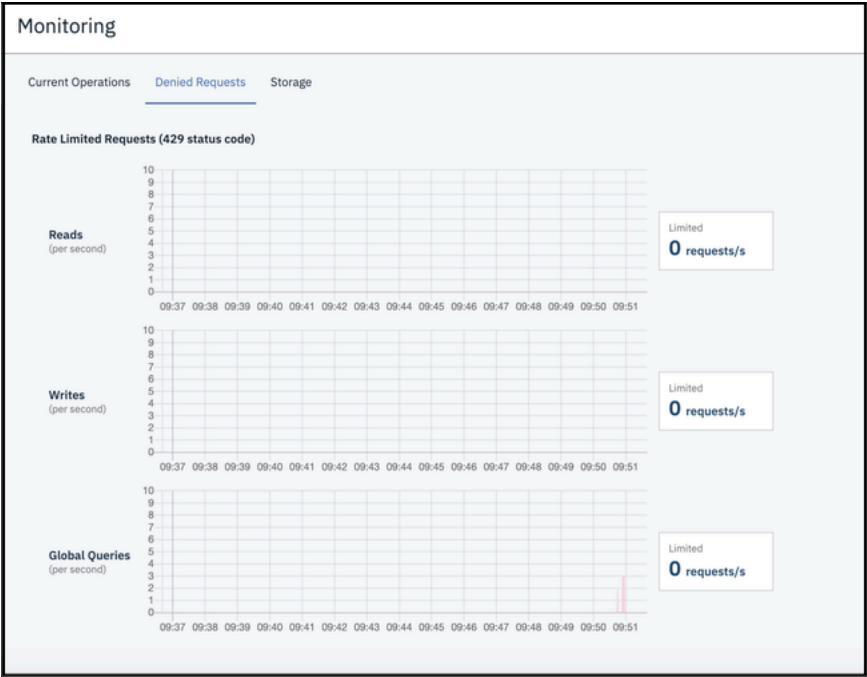 Monitoring
Current Operations Denied Requests Storage
Rate Limited Requests (429 status code)
10
9
8
7
6
5
4
3
2
1
0
Reads
(per second)
09:37 09:38 09:39 09:40 09:41 09:42 09:43 09:44 09:45 09:46 09:47 09:48 09:49 09:50 09:51
Limited
0 requests/s
10
9
8
7
6
5
4
3
2
1
0
Writes
(per second)
09:37 09:38 09:39 09:40 09:41 09:42 09:43 09:44 09:45 09:46 09:47 09:48 09:49 09:50 09:51
Limited
0 requests/s
10
9
8
7
6
5
4
3
2
1
0
Global Queries
(per second)
09:37 09:38 09:39 09:40 09:41 09:42 09:43 09:44 09:45 09:46 09:47 09:48 09:49 09:50 09:51
Limited
0 requests/s